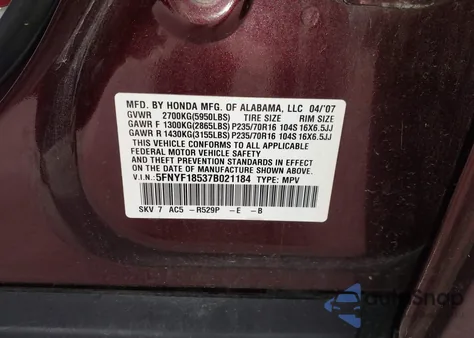 MFD. BY HONDA MFG. OF ALABAMA, LLC 04/'07
GVWR 2700KG(5950LBS) TIRE SIZE RIM SIZE
GAWR F 1300KG(2865LBS) P235/70R16 104S 16X6.5JJ
GAWR R 1430KG(3155LBS) P235/70R16 104S 16X6.5JJ
THIS VEHICLE CONFORMS TO ALL APPLICABLE
FEDERAL MOTOR VEHICLE SAFETY
AND THEFT PREVENTION STANDARDS IN EFFECT
ON THE DATE OF MANUFACTURE SHOWN ABOVE.
V.I.N. 5FNYF18537B021184 TYPE: MPV
SKV 7 AC5 -R529P -E -B
AutoSnap